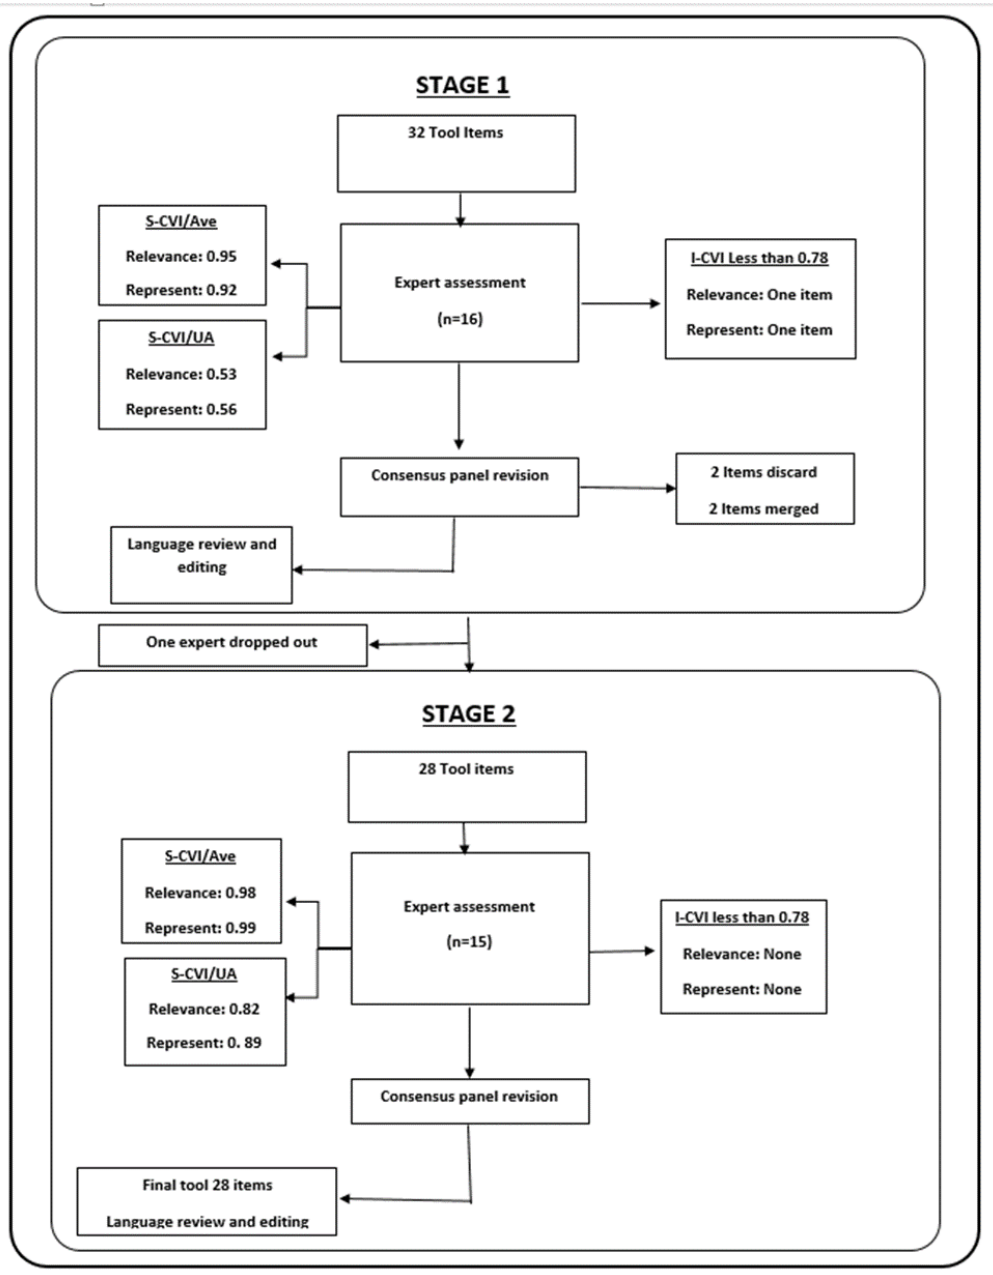 STAGE 1
32 Tool Items
S-CVI/Ave
Relevance: 0.95
Represent: 0.92
Expert assessment
(n=16)
I-CVI Less than 0.78
Relevance: One item
Represent: One item
S-CVI/UA
Relevance: 0.53
Represent: 0.56
Consensus panel revision
2 Items discard
2 Items merged
Language review and
editing
One expert dropped out
STAGE 2
28 Tool items
S-CVI/Ave
Relevance: 0.98
Represent: 0.99
Expert assessment
(n=15)
I-CVI less than 0.78
Relevance: None
Represent: None
S-CVI/UA
Relevance: 0.82
Represent: 0. 89
Consensus panel revision
Final tool 28 items
Language review and editing